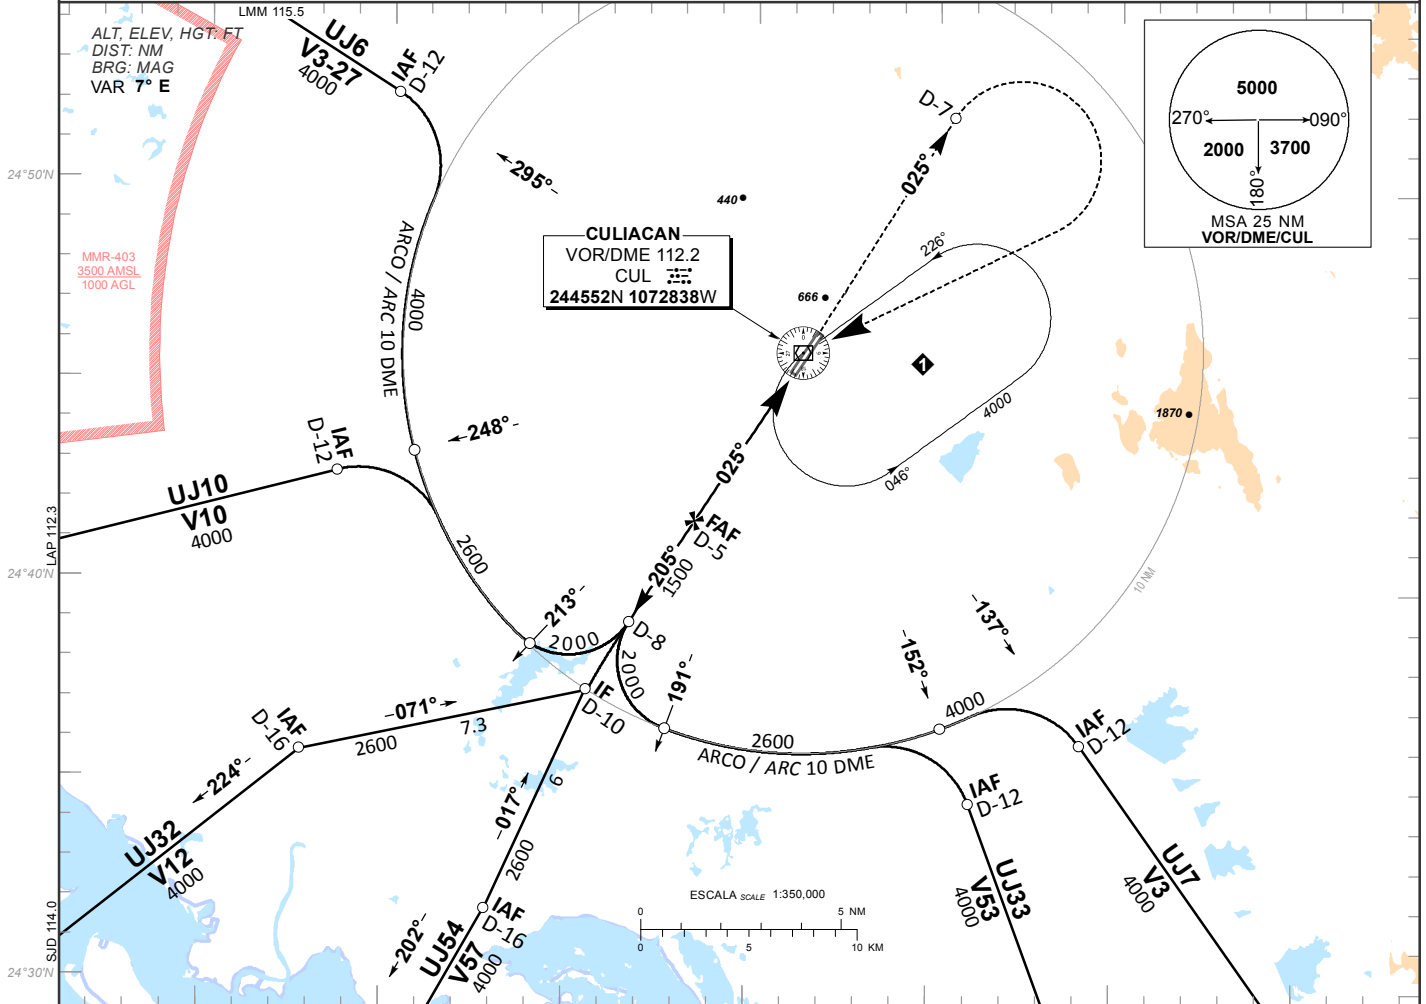 LMM 115.5
ALT, ELEV, HGT: FT
DIST: NM
BRG: MAG
VAR 7° E
UJ6
V3-27
4000
IAF
D-12
24°50'N
MMR-403
3500 AMSL
1000 AGL
295°
440
D-7
025°
5000
270°
090°
2000
3700
180°
MSA 25 NM
VOR/DME/CUL
CULIACAN
VOR/DME 112.2
CUL
244552N 1072838W
226°
666
1
4000
046°
1870
ARCO / ARC 10 DME
4000
248°
IAF
D-12
UJ10
V10
4000
LAP 112.3
025°
FAF
D-5
205°
1500
24°40'N
2600
10 NM
213°
2000
D-8
2000
191°
137°
152°
4000
IF
D-10
071°
7.3
2600
IAF
D-16
2600
ARCO / ARC 10 DME
IAF
D-12
IAF
D-12
224°
UJ32
V12
4000
017°
6
2600
IAF
D-16
202°
UJ54
V57
4000
SJD 114.0
UJ33
V53
4000
UJ7
V3
4000
ESCALA SCALE 1:350,000
0 5 NM
0 5 10 KM
24°30'N